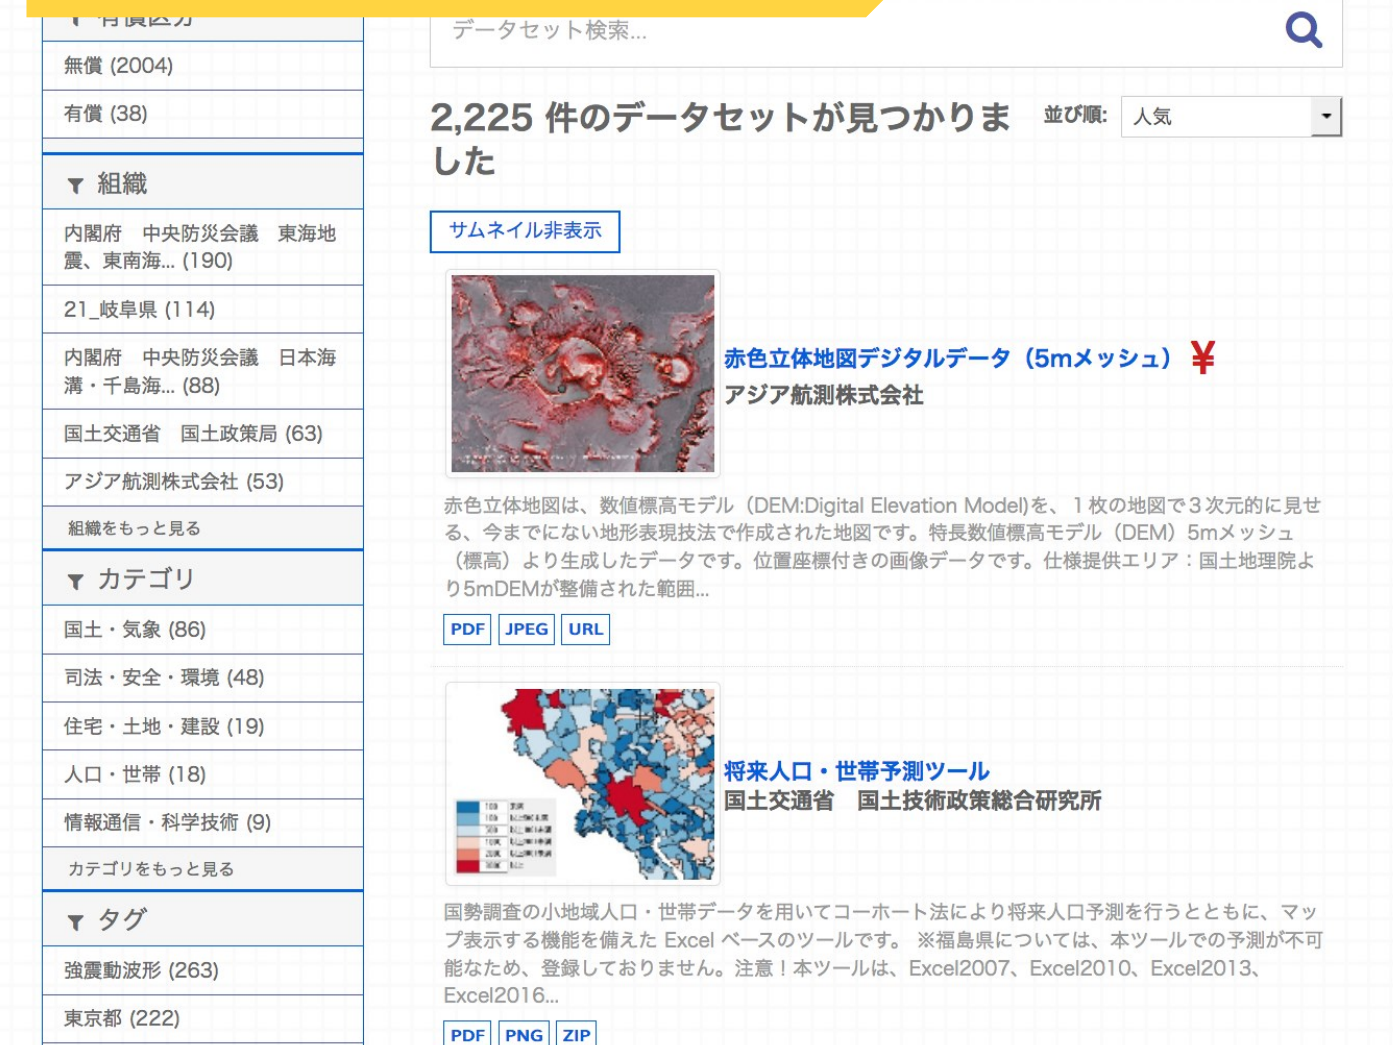 有償区分
無償 (2004)
有償 (38)
組織
内閣府　中央防災会議　東海地
震、東南海... (190)
21_岐阜県 (114)
内閣府　中央防災会議　日本海
溝・千島海... (88)
国土交通省　国土政策局 (63)
アジア航測株式会社 (53)
組織をもっと見る
カテゴリ
国土・気象 (86)
司法・安全・環境 (48)
住宅・土地・建設 (19)
人口・世帯 (18)
情報通信・科学技術 (9)
カテゴリをもっと見る
タグ
強震動波形 (263)
東京都 (222)
データセット検索...
2,225 件のデータセットが見つかりま
した
並び順:
人気
サムネイル非表示
赤色立体地図デジタルデータ（5mメッシュ） ¥
アジア航測株式会社
赤色立体地図は、数値標高モデル（DEM:Digital Elevation Model)を、１枚の地図で３次元的に見せ
る、今までにない地形表現技法で作成された地図です。特長数値標高モデル（DEM）5mメッシュ
（標高）より生成したデータです。位置座標付きの画像データです。仕様提供エリア：国土地理院よ
り5mDEMが整備された範囲...
PDF JPEG URL
将来人口・世帯予測ツール
国土交通省　国土技術政策総合研究所
国勢調査の小地域人口・世帯データを用いてコーホート法により将来人口予測を行うとともに、マッ
プ表示する機能を備えた Excel ベースのツールです。 ※福島県については、本ツールでの予測が不可
能なため、登録しておりません。注意！本ツールは、Excel2007、Excel2010、Excel2013、
Excel2016...
PDF PNG ZIP